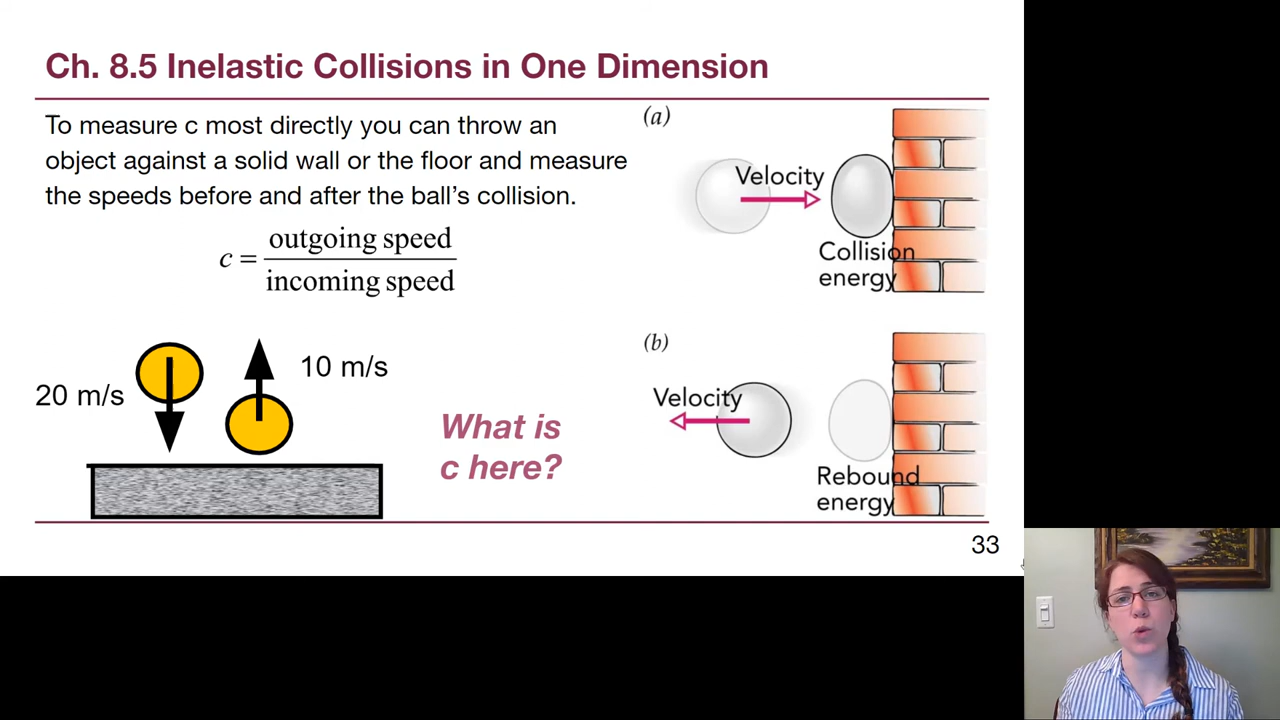 Ch. 8.5 Inelastic Collisions in One Dimension
To measure c most directly you can throw an
object against a solid wall or the floor and measure
the speeds before and after the ball's collision.
c = outgoing speed
incoming speed
20 m/s
10 m/s
What is
c here?
(a)
Velocity
Collision
energy
(b)
Velocity
Rebound
energy
33